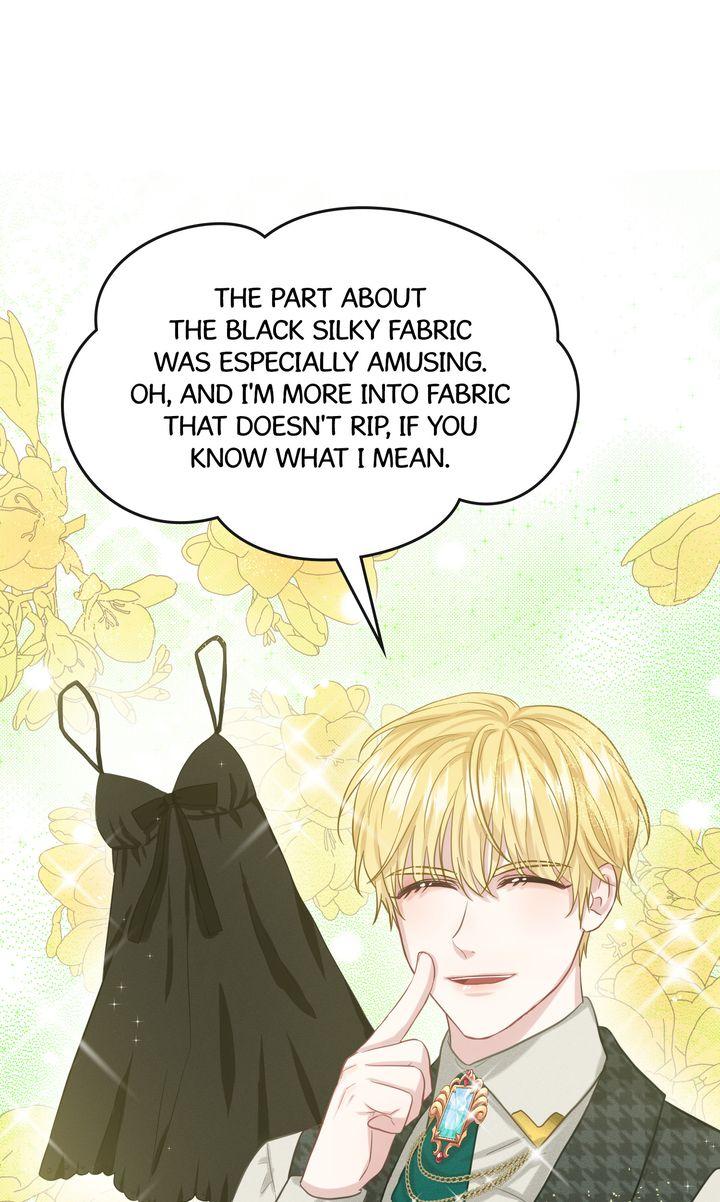 THE PART ABOUT
THE BLACK SILKY FABRIC
WAS ESPECIALLY AMUSING.
OH, AND I'M MORE INTO FABRIC
THAT DOESN'T RIP, IF YOU
KNOW WHAT I MEAN.